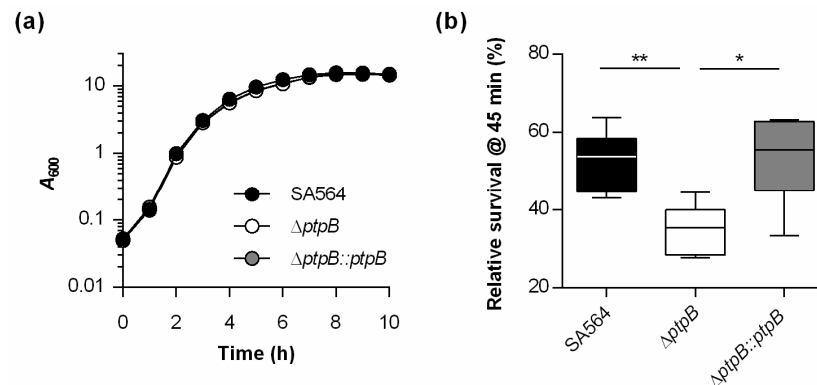 (a)
(b)
A600
10
1
0.1
0.01
0 2 4 6 8 10
Time (h)
SA564
ΔptpB
ΔptpB::ptpB
Relative survival @ 45 min (%)
80
60
40
20
** *
SA564
ΔptpB
ΔptpB::ptpB